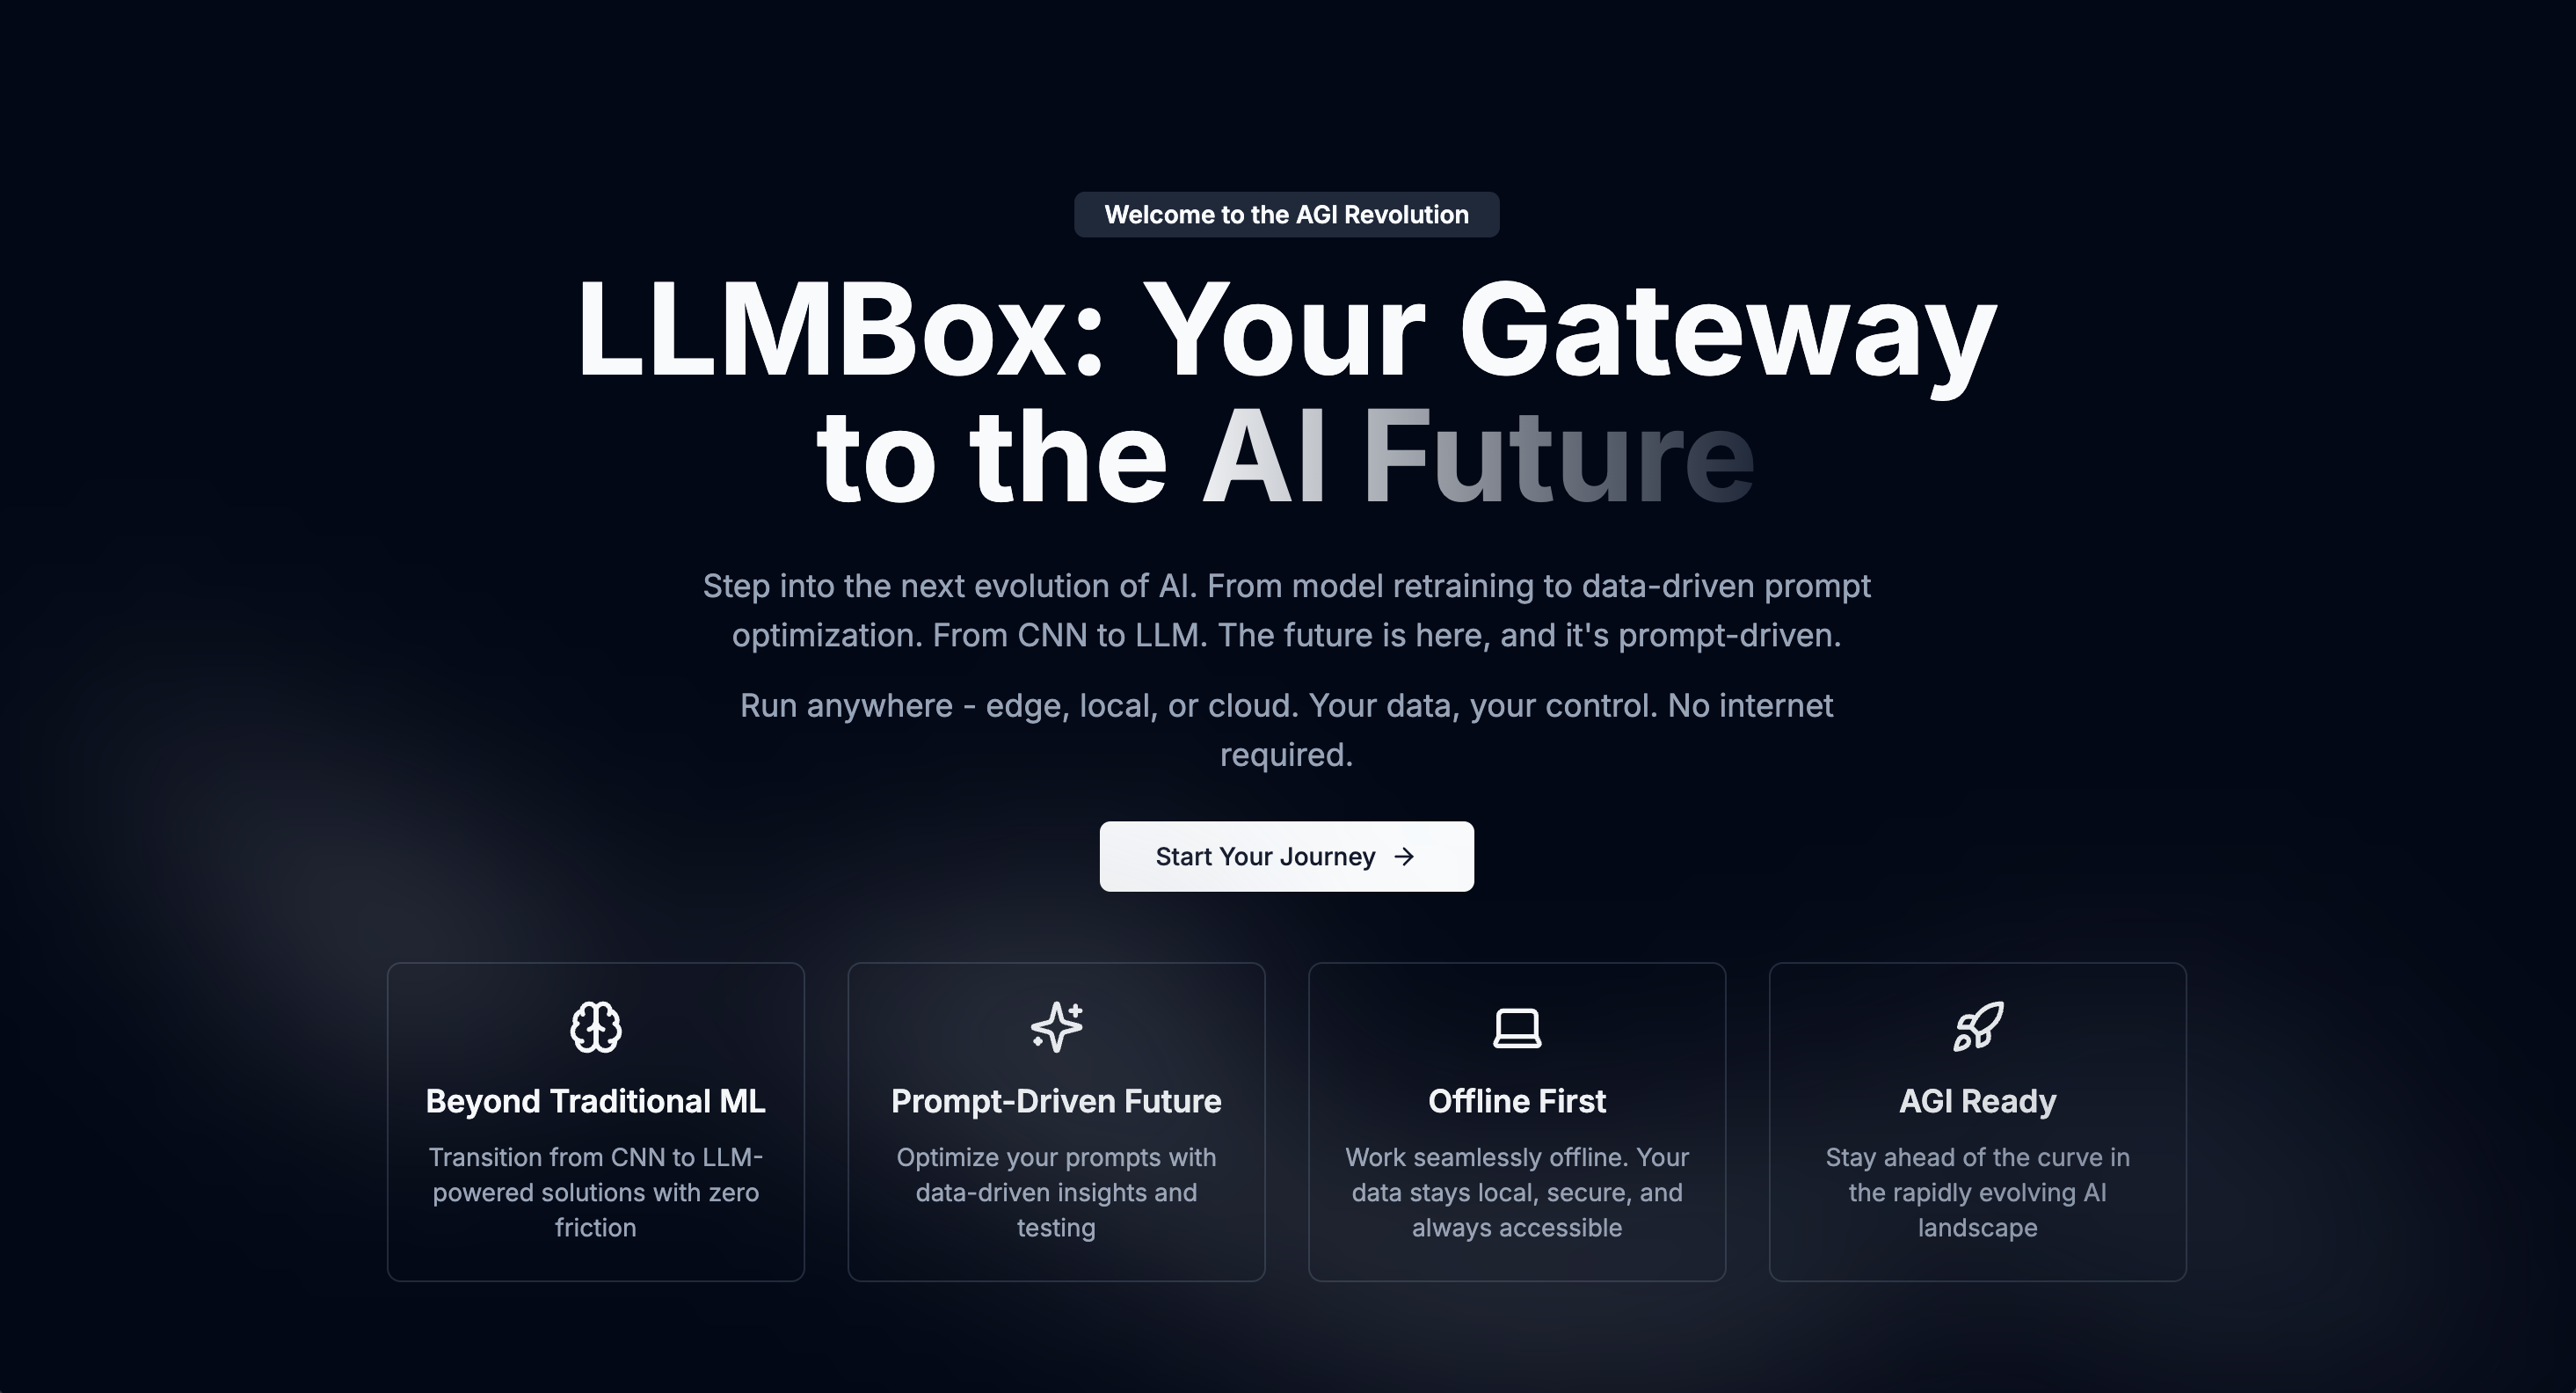 Welcome to the AGI Revolution
LLMBox: Your Gateway
to the AI Future
Step into the next evolution of AI. From model retraining to data-driven prompt
optimization. From CNN to LLM. The future is here, and it's prompt-driven.
Run anywhere - edge, local, or cloud. Your data, your control. No internet
required.
Start Your Journey →
Beyond Traditional ML
Transition from CNN to LLM-
powered solutions with zero
friction
Prompt-Driven Future
Optimize your prompts with
data-driven insights and
testing
Offline First
Work seamlessly offline. Your
data stays local, secure, and
always accessible
AGI Ready
Stay ahead of the curve in
the rapidly evolving AI
landscape